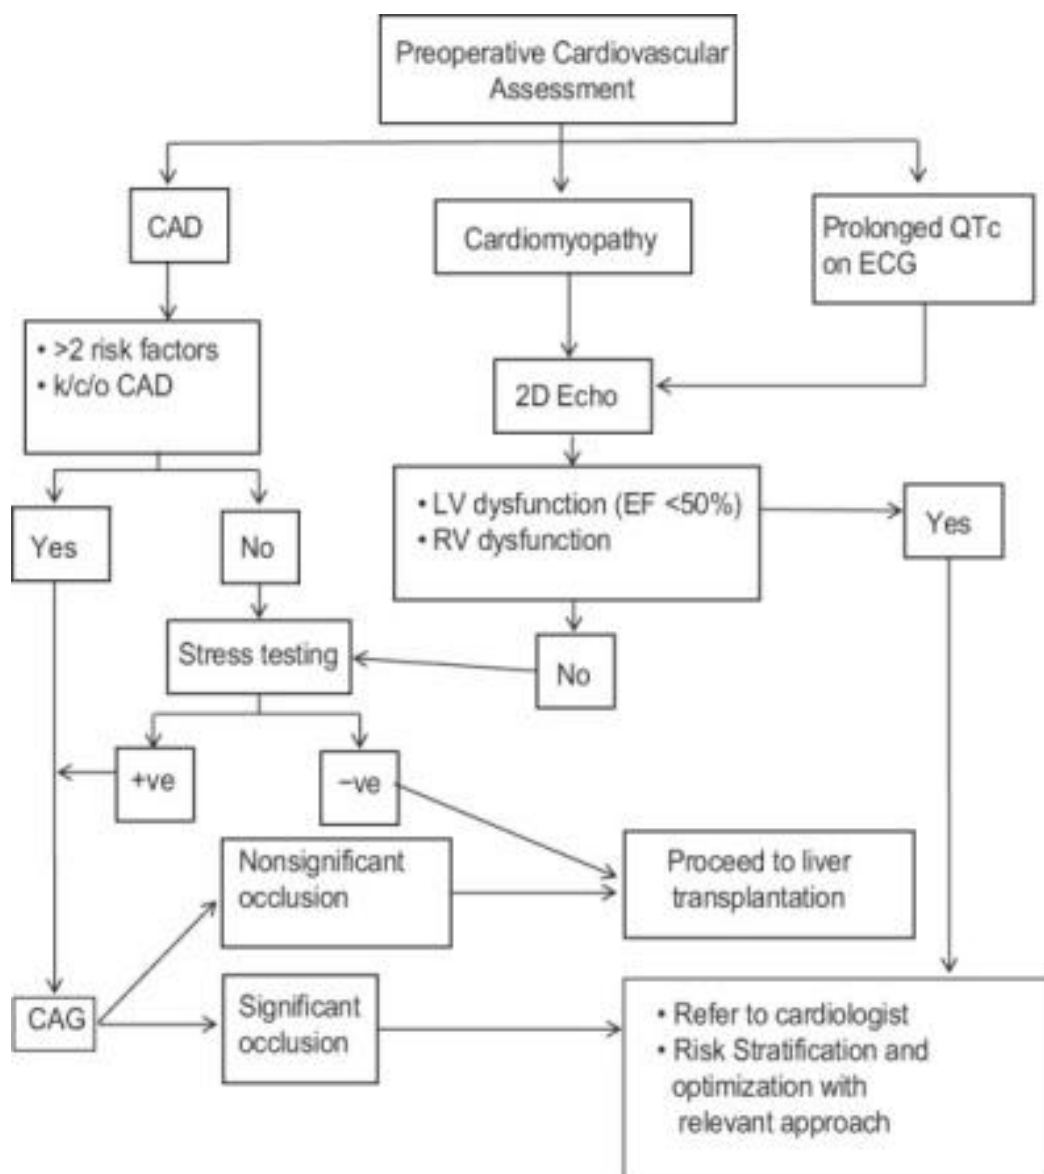 Preoperative Cardiovascular
Assessment
CAD
Cardiomyopathy
Prolonged QTc
on ECG
• >2 risk factors
• k/c/o CAD
2D Echo
Yes
No
• LV dysfunction (EF <50%)
• RV dysfunction
Yes
Stress testing
No
+ve
−ve
Nonsignificant
occlusion
Proceed to liver
transplantation
CAG
Significant
occlusion
• Refer to cardiologist
• Risk Stratification and
optimization with
relevant approach